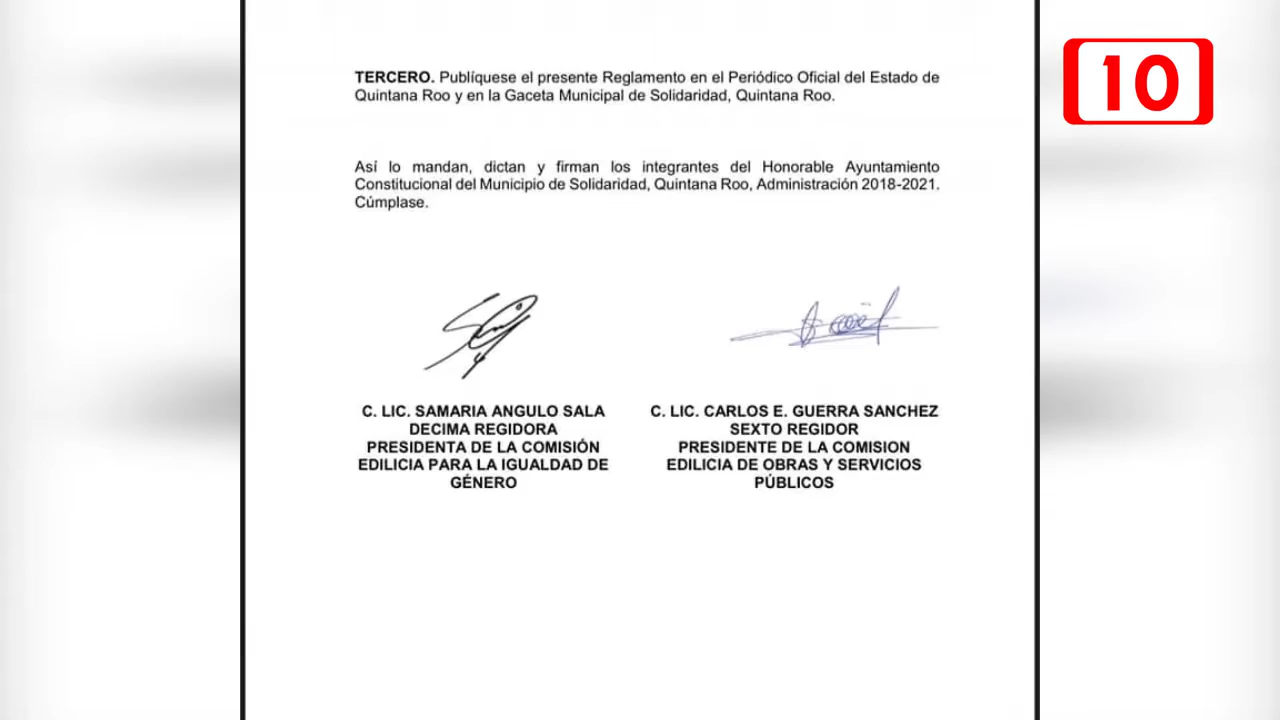 10
TERCERO. Publíquese el presente Reglamento en el Periódico Oficial del Estado de
Quintana Roo y en la Gaceta Municipal de Solidaridad, Quintana Roo.
Así lo mandan, dictan y firman los integrantes del Honorable Ayuntamiento
Constitucional del Municipio de Solidaridad, Quintana Roo, Administración 2018-2021.
Cúmplase.
C. LIC. SAMARIA ANGULO SALA
DECIMA REGIDORA
PRESIDENTA DE LA COMISIÓN
EDILICIA PARA LA IGUALDAD DE
GÉNERO
C. LIC. CARLOS E. GUERRA SANCHEZ
SEXTO REGIDOR
PRESIDENTE DE LA COMISION
EDILICIA DE OBRAS Y SERVICIOS
PÚBLICOS